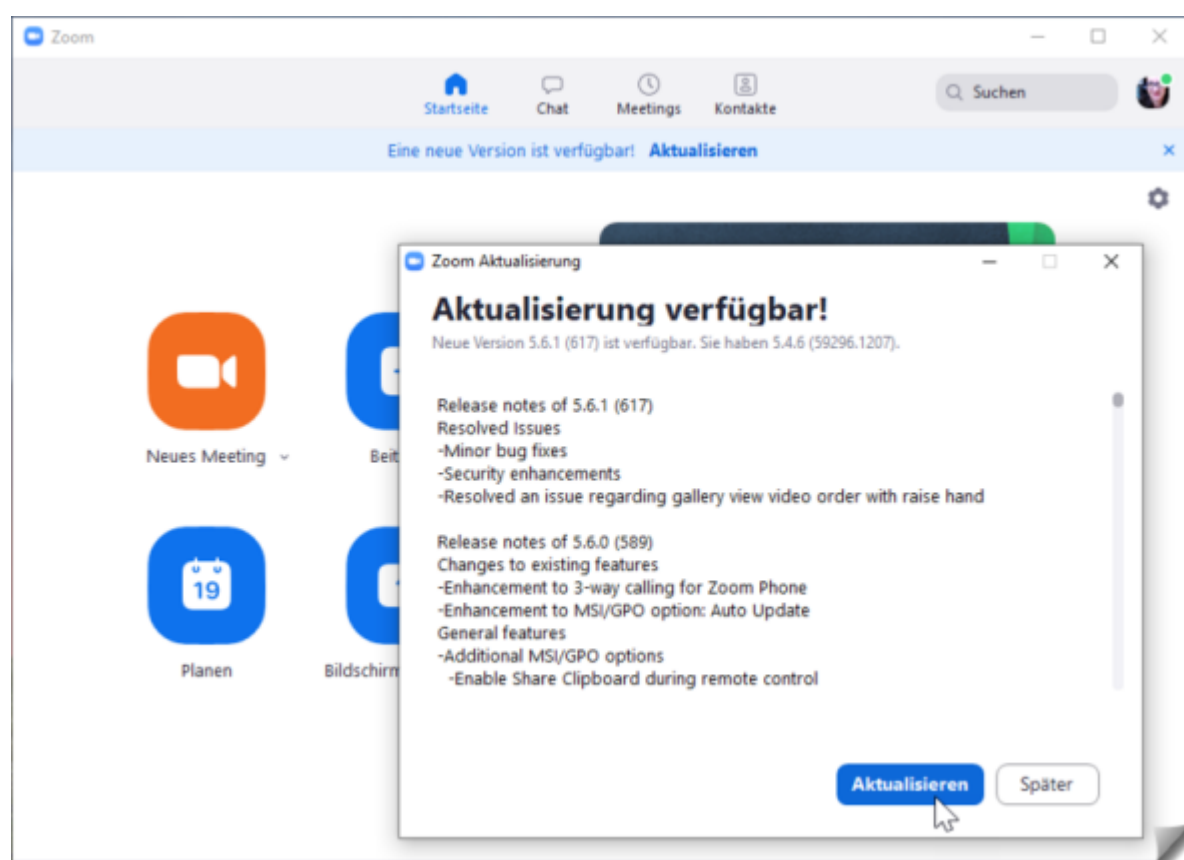 Zoom
Startseite
Chat
Meetings
Kontakte
Suchen
Eine neue Version ist verfügbar! Aktualisieren
Zoom Aktualisierung
Aktualisierung verfügbar!
Neue Version 5.6.1 (617) ist verfügbar. Sie haben 5.4.6 (59296.1207).
Release notes of 5.6.1 (617)
Resolved Issues
-Minor bug fixes
-Security enhancements
-Resolved an issue regarding gallery view video order with raise hand
Release notes of 5.6.0 (589)
Changes to existing features
-Enhancement to 3-way calling for Zoom Phone
-Enhancement to MSI/GPO option: Auto Update
General features
-Additional MSI/GPO options
-Enable Share Clipboard during remote control
Aktualisieren
Später
Neues Meeting
Beit
19
Planen
Bildschirm